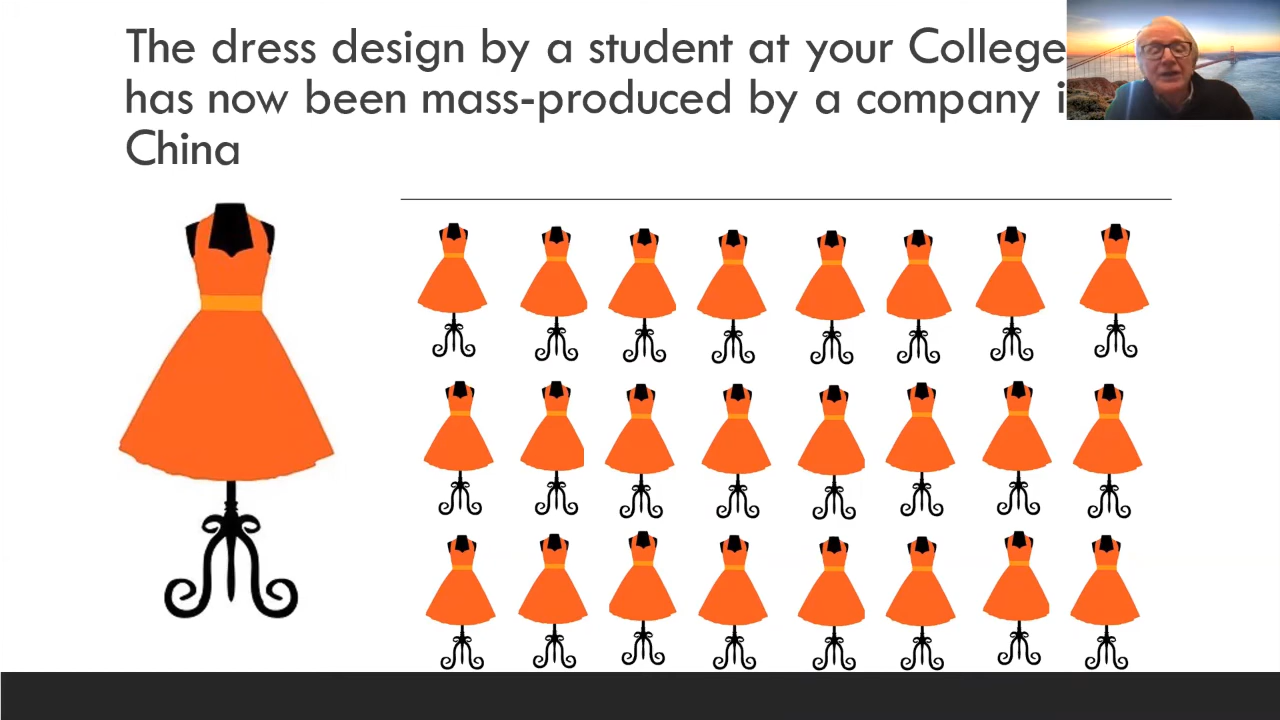 The dress design by a student at your College
has now been mass-produced by a company i
China